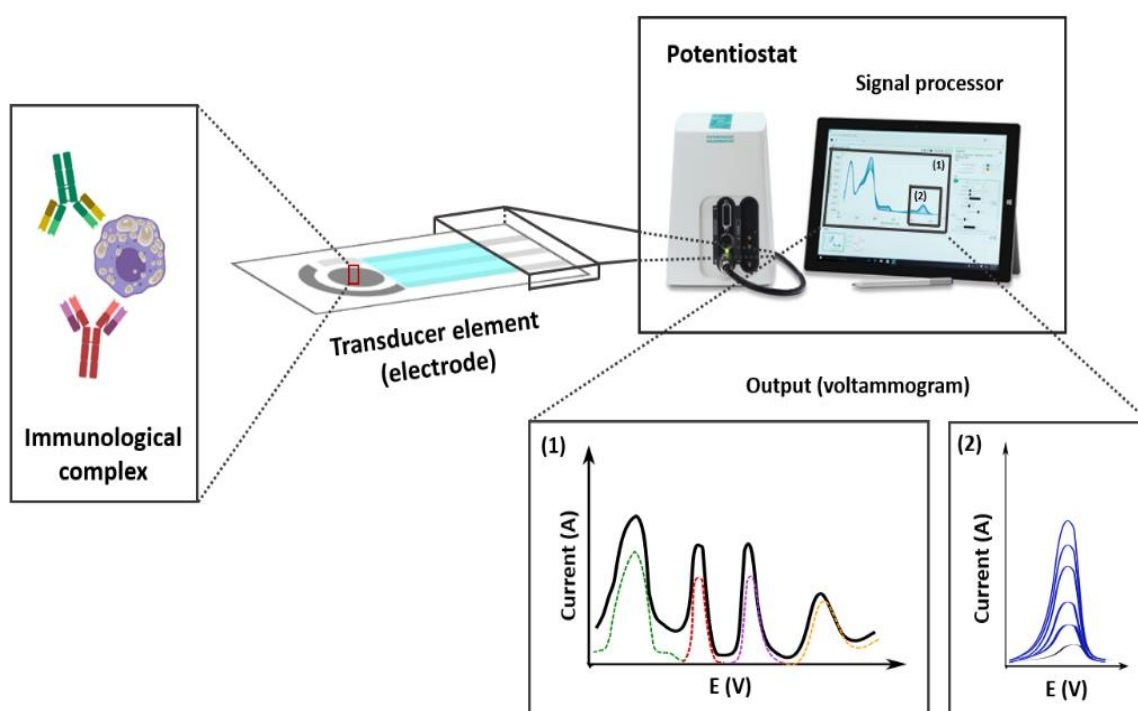 Potentiostat
Signal processor
(1)
(2)
Immunological
complex
Transducer element
(electrode)
Output (voltammogram)
(1)
Current (A)
E (V)
(2)
Current (A)
E (V)